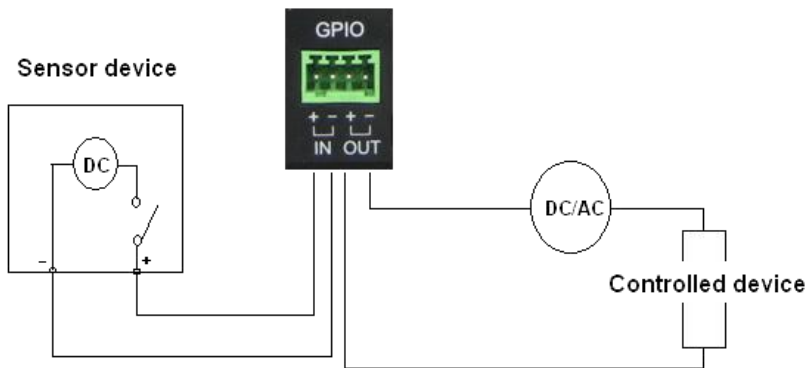 GPIO
Sensor device
DC
+ - + -
IN OUT
DC/AC
- +
Controlled device